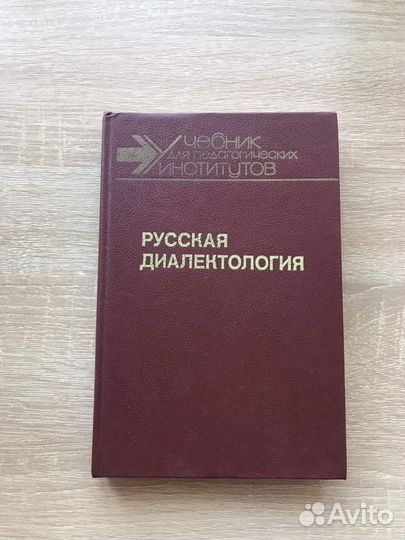 Учебник
для педагогических
институтов
РУССКАЯ
ДИАЛЕКТОЛОГИЯ
Avito